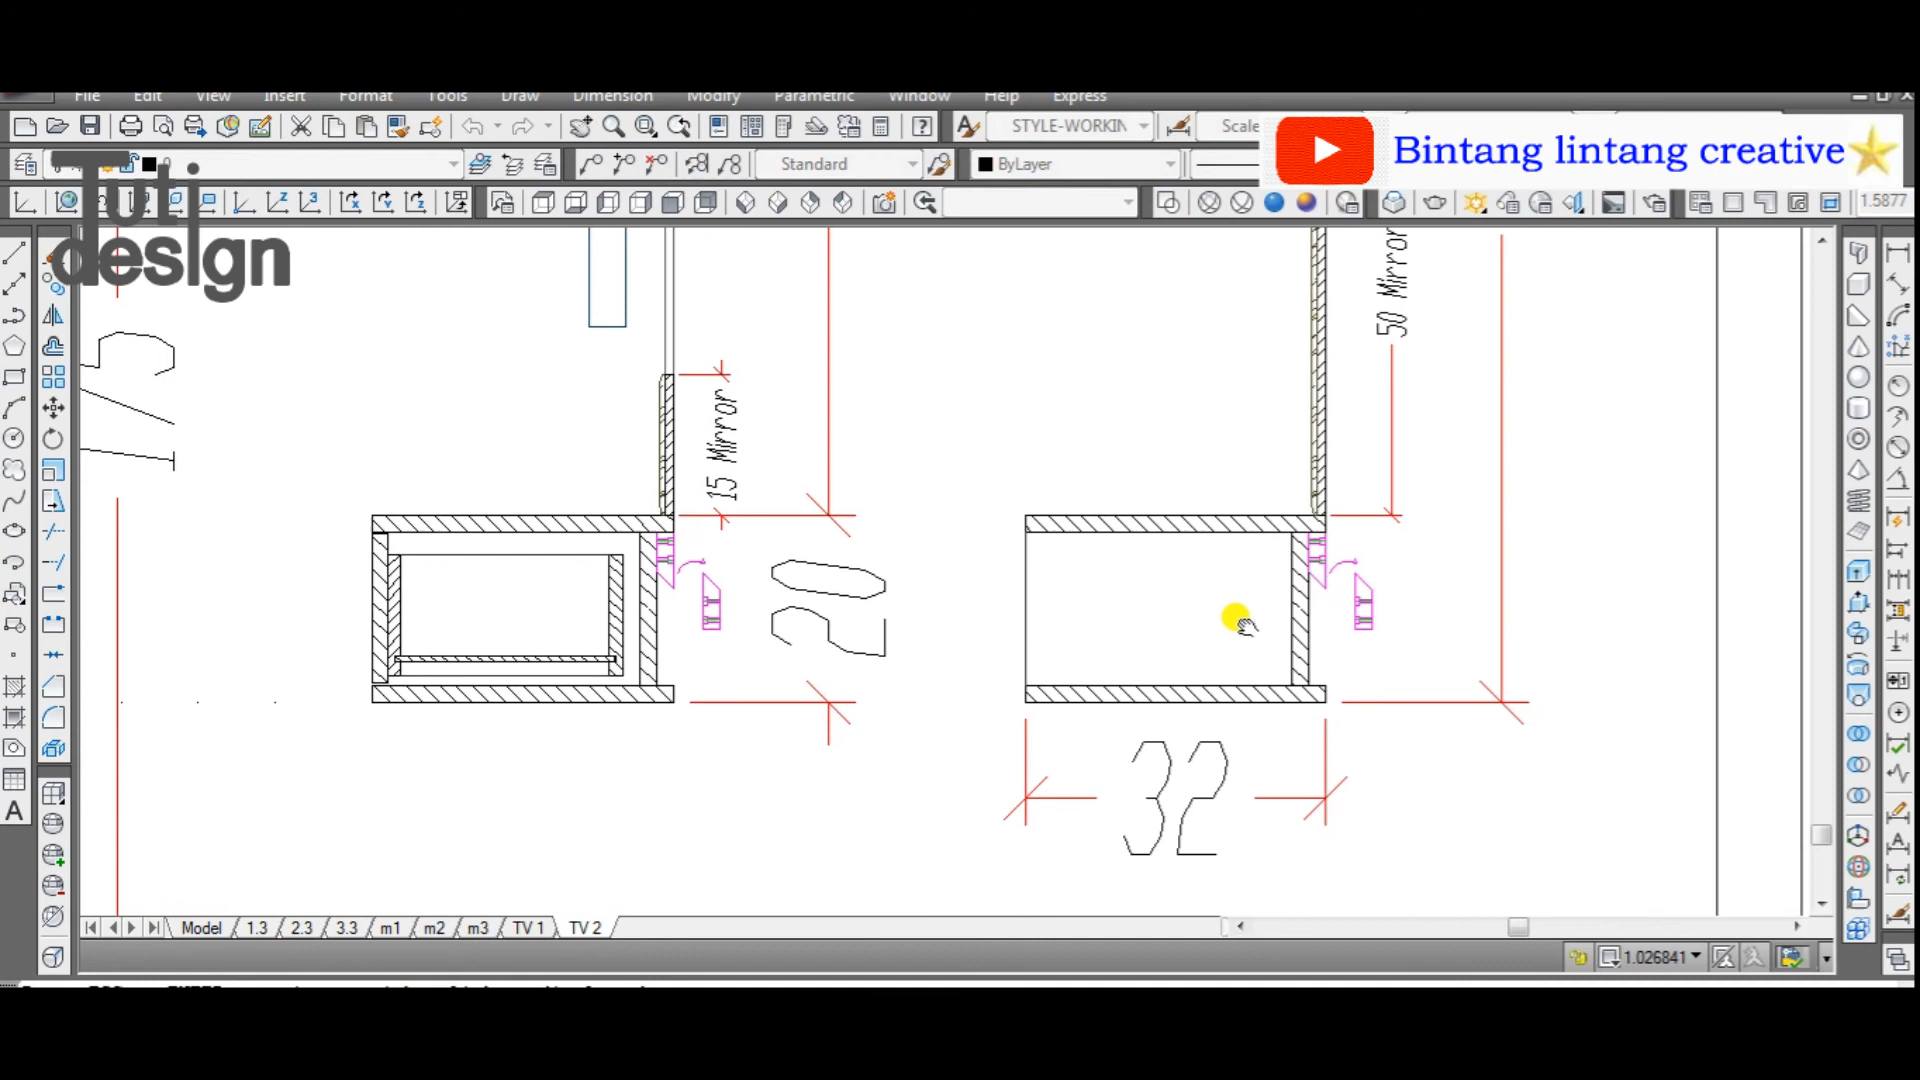 File Edit View Insert Format Tools Draw Dimension Modify Parametric Window Help Express
STYLE-WORKIN Scale
Bintang lintang creative
0 Standard ByLayer
Tuti
design
1.5877
50 Mirror
15 Mirror
20
32
Model 1.3 2.3 3.3 m1 m2 m3 TV 1 TV 2
1.026841